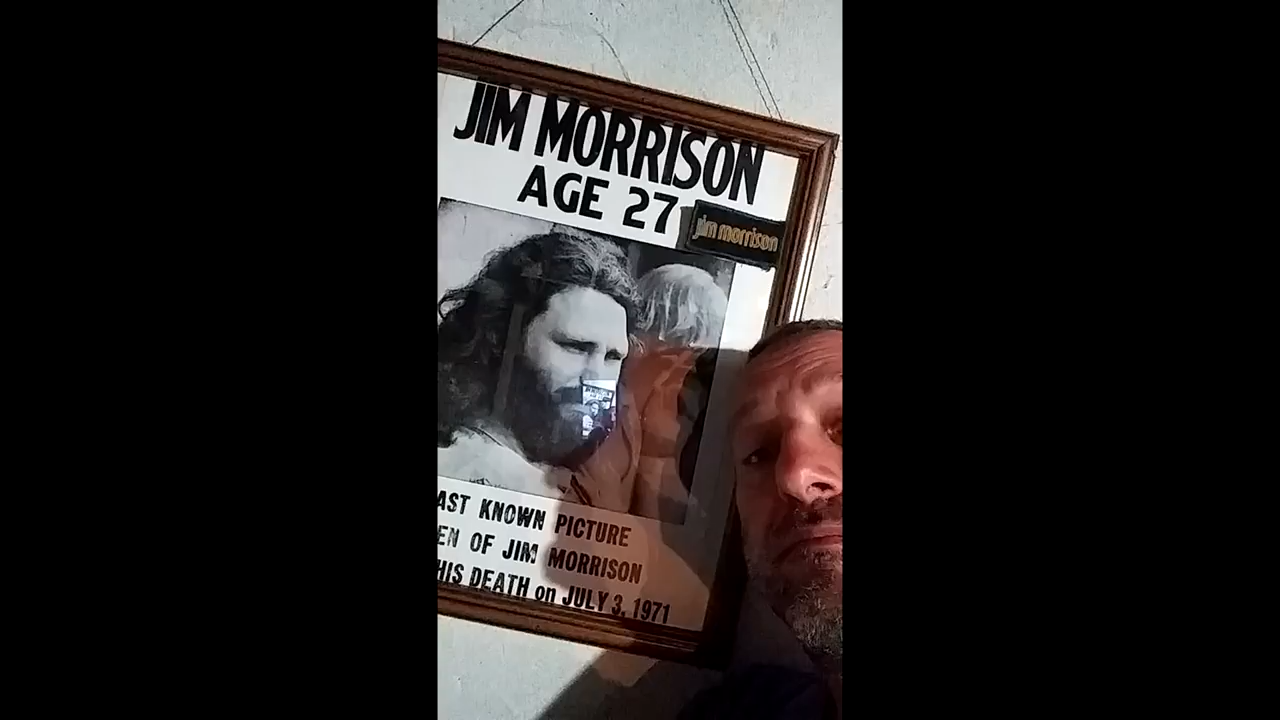 JIM MORRISON
AGE 27
jim morrison
AST KNOWN PICTURE
EN OF JIM MORRISON
HIS DEATH on JULY 3, 1971